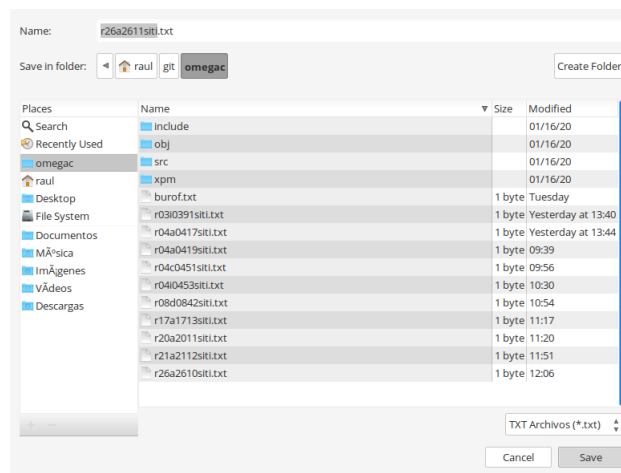 Name: r26a2611siti.txt
Save in folder: raul git omegac Create Folder
Places Name Size Modified
Search include 01/16/20
Recently Used obj 01/16/20
omegac src 01/16/20
raul xpm 01/16/20
Desktop burof.txt 1 byte Tuesday
File System r03i0391siti.txt 1 byte Yesterday at 13:40
Documentos r04a0417siti.txt 1 byte Yesterday at 13:44
MÃºsica r04a0419siti.txt 1 byte 09:39
ImÃ¡genes r04c0451siti.txt 1 byte 09:56
VÃ­deos r04i0453siti.txt 1 byte 10:30
Descargas r08d0842siti.txt 1 byte 10:54
r17a1713siti.txt 1 byte 11:17
r20a2011siti.txt 1 byte 11:20
r21a2112siti.txt 1 byte 11:51
r26a2610siti.txt 1 byte 12:06
TXT Archivos (*.txt)
Cancel Save